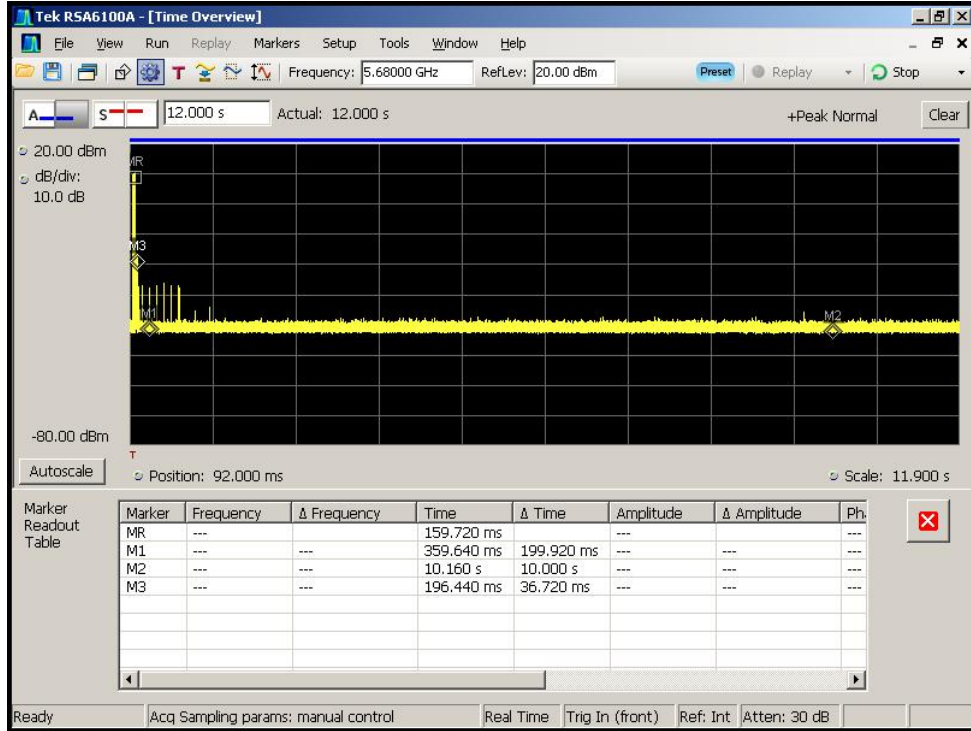 Tek RSA6100A - [Time Overview]
File View Run Replay Markers Setup Tools Window Help
T Frequency: 5.68000 GHz RefLev: 20.00 dBm Preset Replay Stop
A S 12.000 s Actual: 12.000 s +Peak Normal Clear
20.00 dBm
dB/div:
10.0 dB
MR
M3
M1
M2
-80.00 dBm
T
Autoscale Position: 92.000 ms Scale: 11.900 s
Marker
Readout
Table
Marker Frequency Δ Frequency Time Δ Time Amplitude Δ Amplitude Ph
MR --- 159.720 ms --- ---
M1 --- --- 359.640 ms 199.920 ms --- --- ---
M2 --- --- 10.160 s 10.000 s --- --- ---
M3 --- --- 196.440 ms 36.720 ms --- --- ---
Ready Acq Sampling params: manual control Real Time Trig In (front) Ref: Int Atten: 30 dB